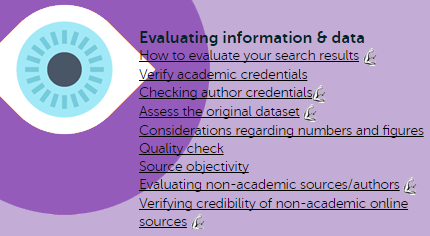 Evaluating information & data
How to evaluate your search results
Verify academic credentials
Checking author credentials
Assess the original dataset
Considerations regarding numbers and figures
Quality check
Source objectivity
Evaluating non-academic sources/authors
Verifying credibility of non-academic online
sources